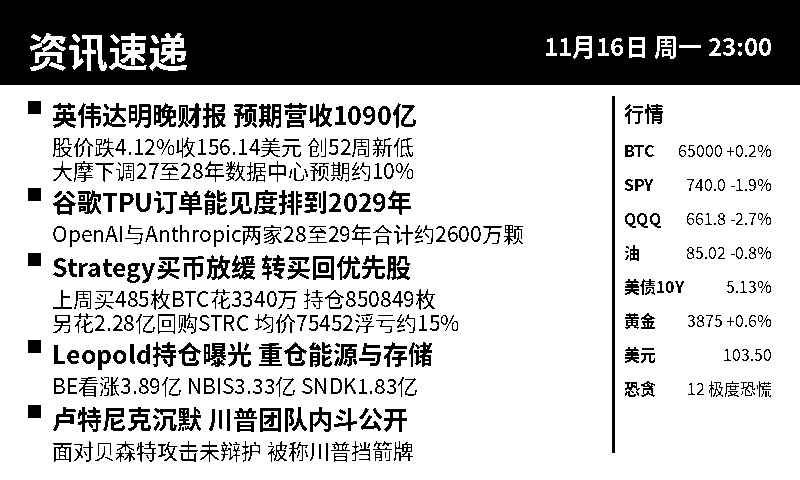 资讯速递
11月16日 周一 23:00
英伟达明晚财报 预期营收1090亿
股价跌4.12%收156.14美元 创52周新低
大摩下调27至28年数据中心预期约10%
谷歌TPU订单能见度排到2029年
OpenAI与Anthropic两家28至29年合计约2600万颗
Strategy买币放缓 转买回优先股
上周买485枚BTC花3340万 持仓850849枚
另花2.28亿回购STRC 均价75452浮亏约15%
Leopold持仓曝光 重仓能源与存储
BE看涨3.89亿 NBIS3.33亿 SNDK1.83亿
卢特尼克沉默 川普团队内斗公开
面对贝森特攻击未辩护 被称川普挡箭牌
行情
BTC 65000 +0.2%
SPY 740.0 -1.9%
QQQ 661.8 -2.7%
油 85.02 -0.8%
美债10Y 5.13%
黄金 3875 +0.6%
美元 103.50
恐贪 12 极度恐慌